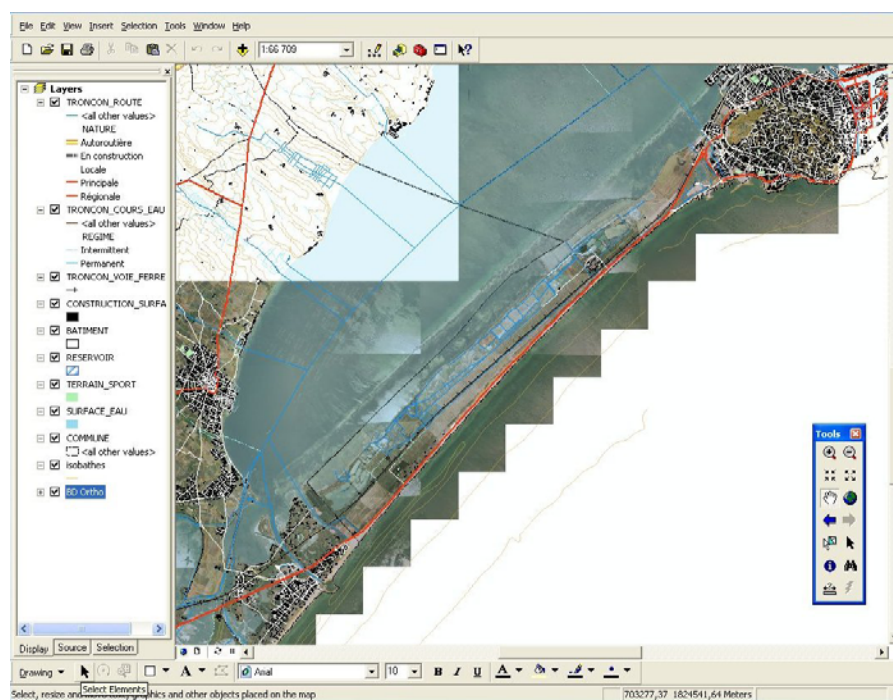 File Edit View Insert Selection Tools Window Help
1:66 709
Layers
TRONCON_ROUTE
<all other values>
NATURE
Autoroutière
En construction
Locale
Principale
Régionale
TRONCON_COURS_EAU
<all other values>
REGIME
Intermittent
Permanent
TRONCON_VOIE_FERRE
CONSTRUCTION_SURFA
BATIMENT
RESERVOIR
TERRAIN_SPORT
SURFACE_EAU
COMMUNE
<all other values>
isobathes
BD Ortho
Tools
Display Source Selection
Drawing A Arial 10 B I U A
Select Elements
Select, resize and graphics and other objects placed on the map
703277,37 1824541,64 Meters